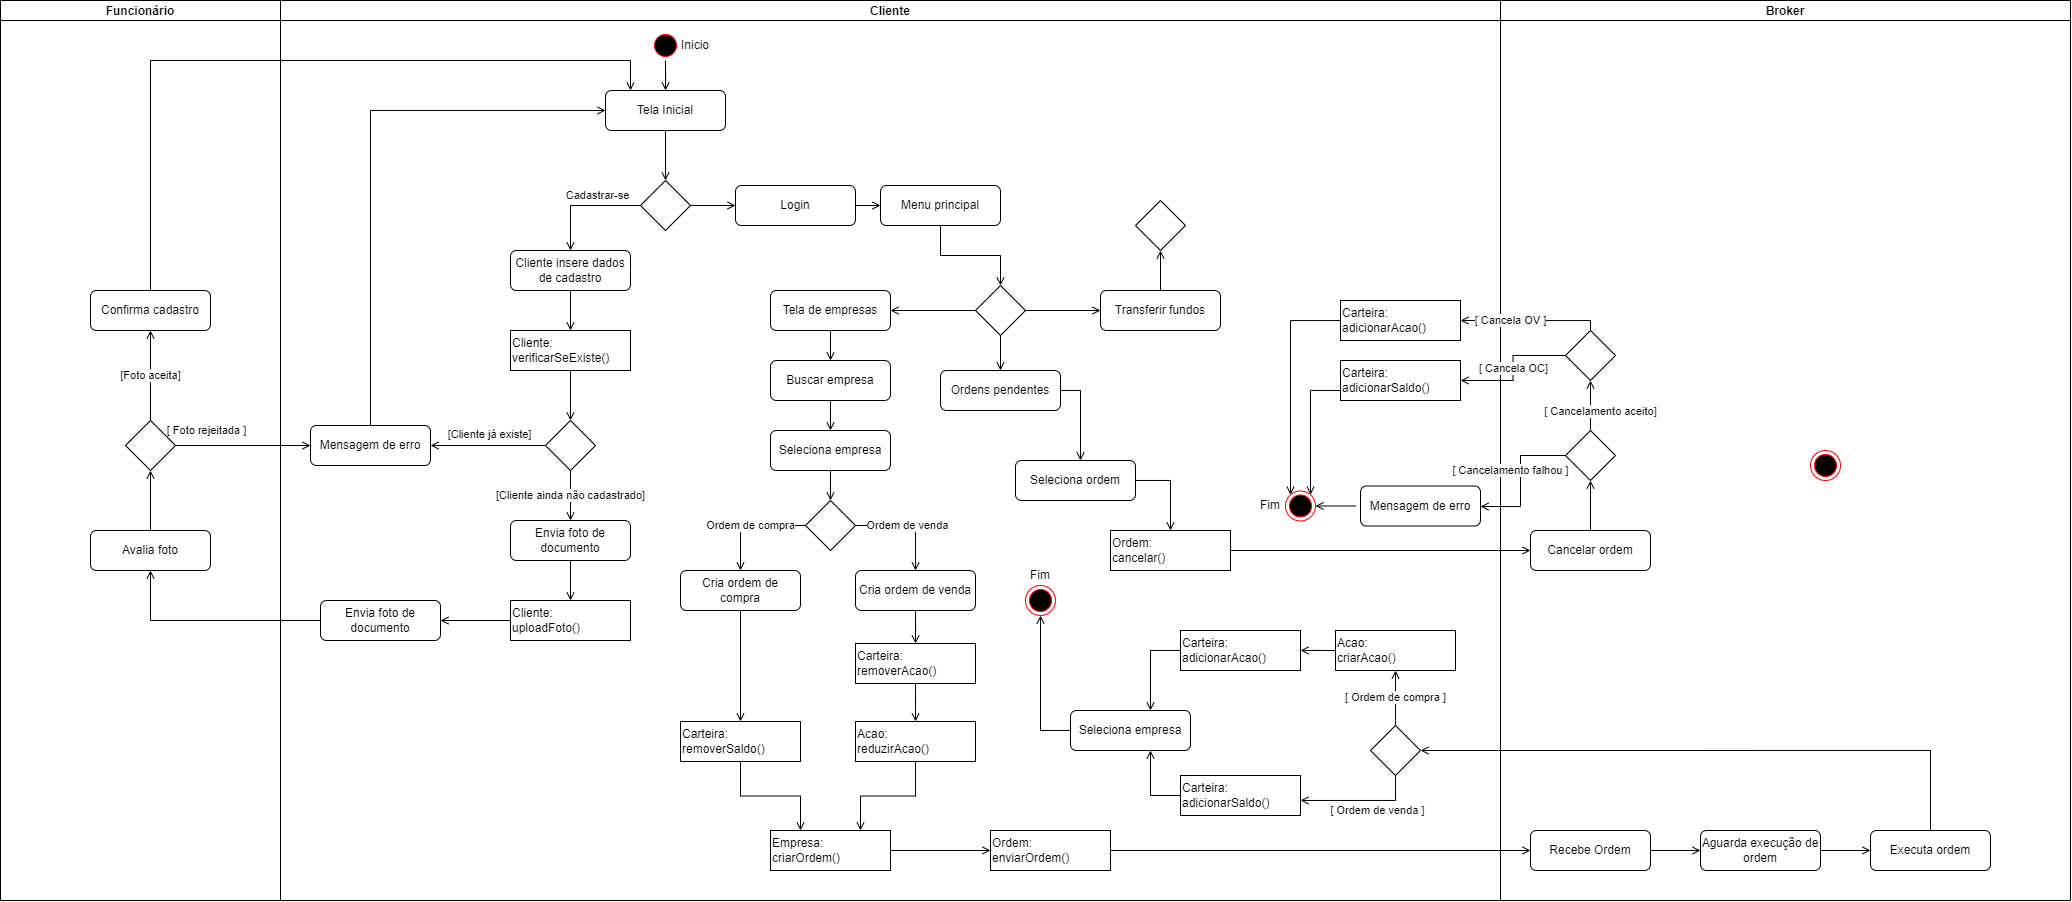 Funcionário
Cliente
Broker
Inicio
Tela Inicial
Cadastrar-se
Login
Menu principal
Cliente insere dados
de cadastro
Confirma cadastro
Tela de empresas
Transferir fundos
Carteira:
adicionarAcao()
[ Cancela OV ]
Cliente:
verificarSeExiste()
[Foto aceita]
Buscar empresa
Ordens pendentes
Carteira:
adicionarSaldo()
[ Cancela OC]
[ Cancelamento aceito]
[ Foto rejeitada ]
Mensagem de erro
[Cliente já existe]
Seleciona empresa
Seleciona ordem
[ Cancelamento falhou ]
[Cliente ainda não cadastrado]
Fim
Mensagem de erro
Ordem de compra
Ordem de venda
Avalia foto
Envia foto de
documento
Ordem:
cancelar()
Cancelar ordem
Fim
Cria ordem de
compra
Cria ordem de venda
Envia foto de
documento
Cliente:
uploadFoto()
Carteira:
removerAcao()
Carteira:
adicionarAcao()
Acao:
criarAcao()
[ Ordem de compra ]
Carteira:
removerSaldo()
Acao:
reduzirAcao()
Seleciona empresa
Carteira:
adicionarSaldo()
[ Ordem de venda ]
Empresa:
criarOrdem()
Ordem:
enviarOrdem()
Recebe Ordem
Aguarda execução de
ordem
Executa ordem